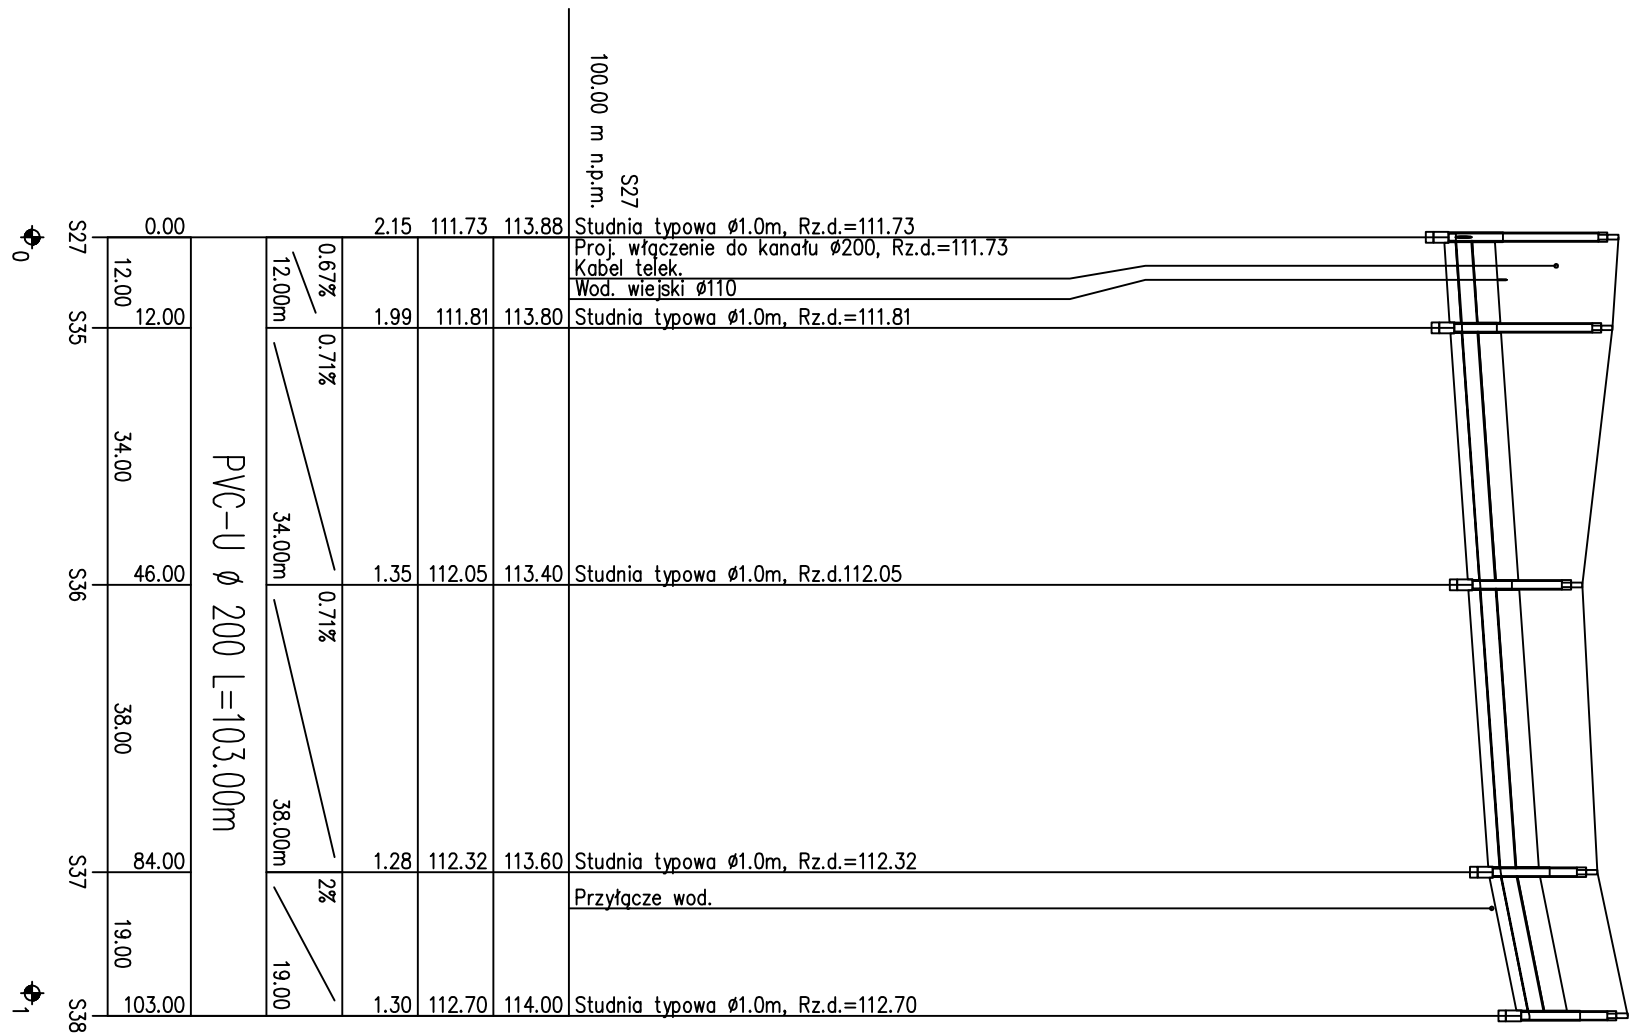 100.00 m n.p.m.
S27
S27
0.00
2.15
111.73
113.88
Studnia typowa ø1.0m, Rz.d.=111.73
Proj. włączenie do kanału ø200, Rz.d.=111.73
Kabel telek.
Wod. wiejski ø110
0
12.00
0.67%
12.00m
S35
12.00
1.99
111.81
113.80
Studnia typowa ø1.0m, Rz.d.=111.81
34.00
0.71%
34.00m
S36
46.00
1.35
112.05
113.40
Studnia typowa ø1.0m, Rz.d.112.05
PVC-U ø 200 L=103.00m
38.00
0.71%
38.00m
S37
84.00
1.28
112.32
113.60
Studnia typowa ø1.0m, Rz.d.=112.32
Przyłącze wod.
19.00
2%
19.00
S38
103.00
1.30
112.70
114.00
Studnia typowa ø1.0m, Rz.d.=112.70
1